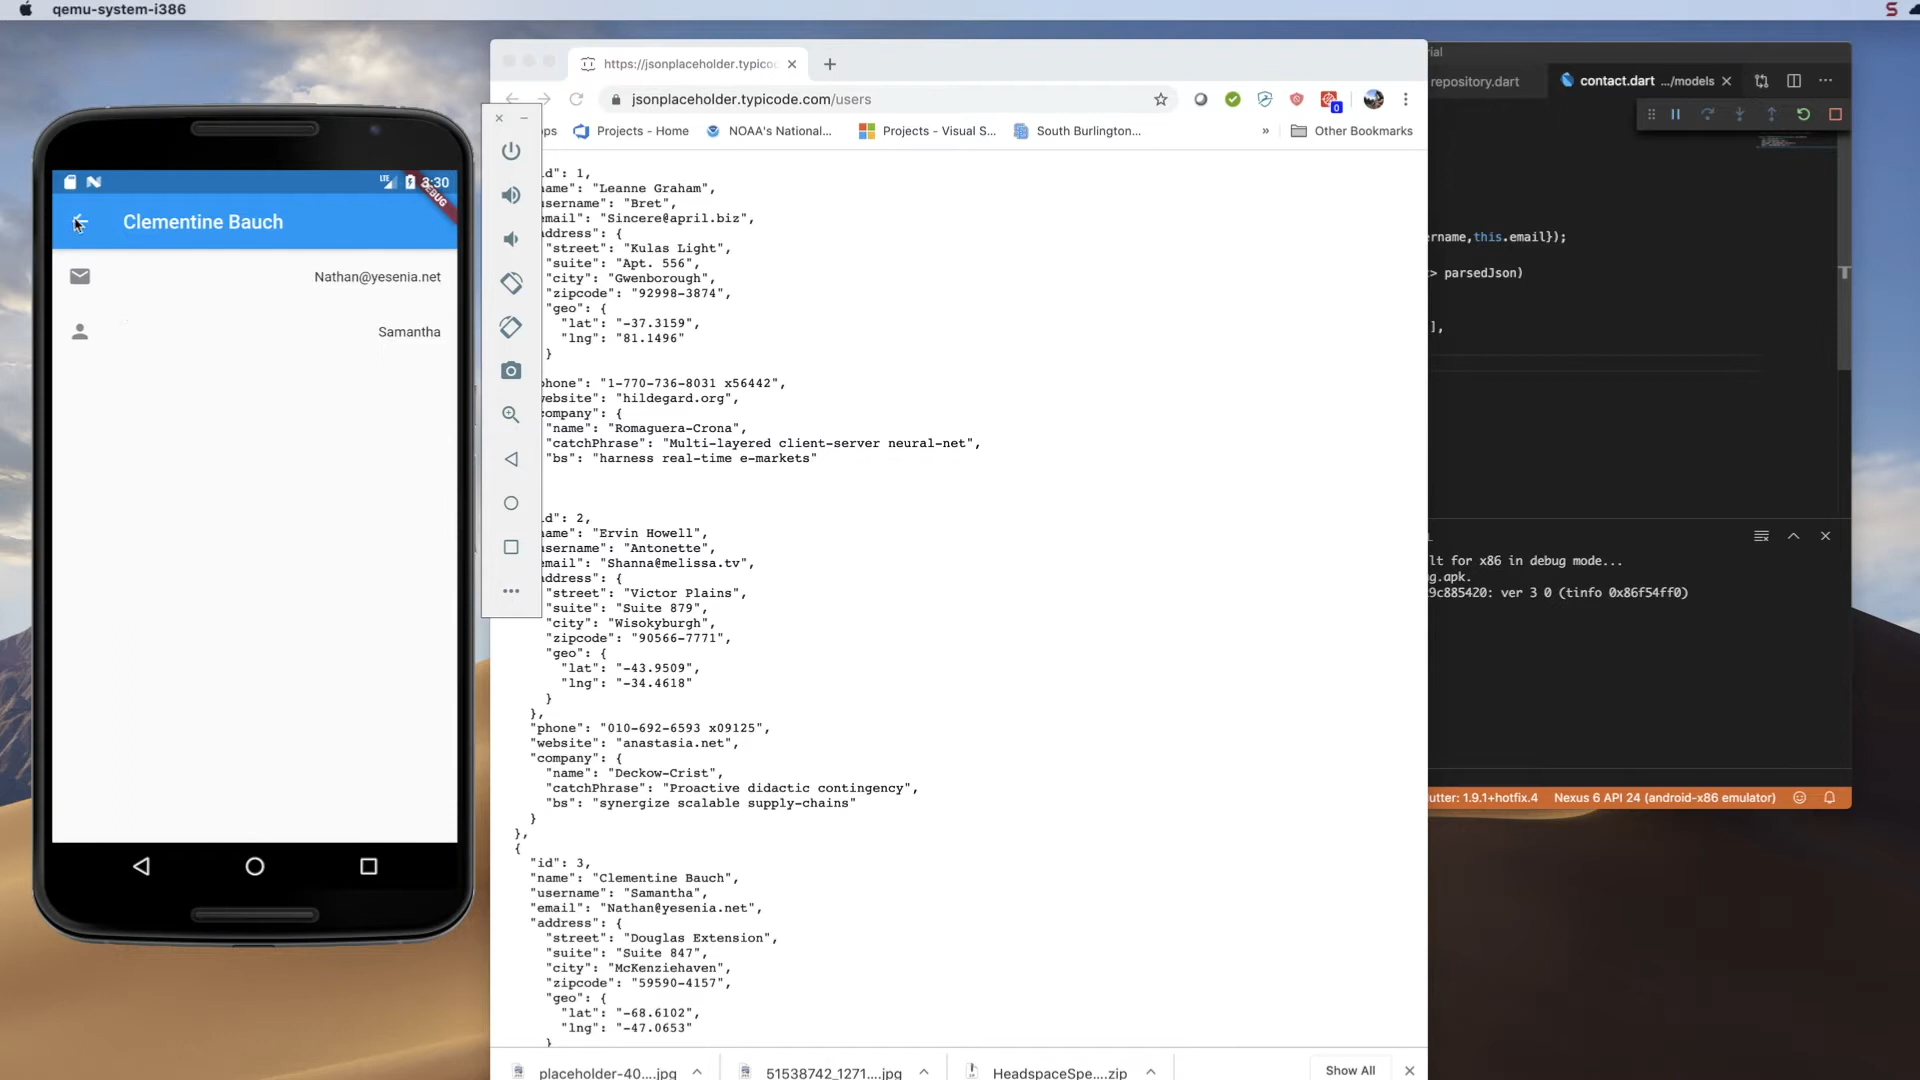 qemu-system-i386
https://jsonplaceholder.typico
jsonplaceholder.typicode.com/users
0
ps
Projects - Home
NOAA's National...
Projects - Visual S...
South Burlington...
»
Other Bookmarks
LTE
3:30
DEBUG
Clementine Bauch
Nathan@yesenia.net
Samantha
id": 1,
name": "Leanne Graham",
username": "Bret",
email": "Sincere@april.biz",
address": {
"street": "Kulas Light",
"suite": "Apt. 556",
"city": "Gwenborough",
"zipcode": "92998-3874",
"geo": {
"lat": "-37.3159",
"lng": "81.1496"
}
phone": "1-770-736-8031 x56442",
website": "hildegard.org",
company": {
"name": "Romaguera-Crona",
"catchPhrase": "Multi-layered client-server neural-net",
"bs": "harness real-time e-markets"
id": 2,
name": "Ervin Howell",
username": "Antonette",
email": "Shanna@melissa.tv",
address": {
"street": "Victor Plains",
"suite": "Suite 879",
"city": "Wisokyburgh",
"zipcode": "90566-7771",
"geo": {
"lat": "-43.9509",
"lng": "-34.4618"
}
},
"phone": "010-692-6593 x09125",
"website": "anastasia.net",
"company": {
"name": "Deckow-Crist",
"catchPhrase": "Proactive didactic contingency",
"bs": "synergize scalable supply-chains"
}
},
{
"id": 3,
"name": "Clementine Bauch",
"username": "Samantha",
"email": "Nathan@yesenia.net",
"address": {
"street": "Douglas Extension",
"suite": "Suite 847",
"city": "McKenziehaven",
"zipcode": "59590-4157",
"geo": {
"lat": "-68.6102",
"lng": "-47.0653"
}
placeholder-40....jpg
51538742_1271....jpg
HeadspaceSpe....zip
Show All
rial
repository.dart
contact.dart .../models
rname,this.email});
> parsedJson)
],
lt for x86 in debug mode...
g.apk.
9c885420: ver 3 0 (tinfo 0x86f54ff0)
utter: 1.9.1+hotfix.4
Nexus 6 API 24 (android-x86 emulator)